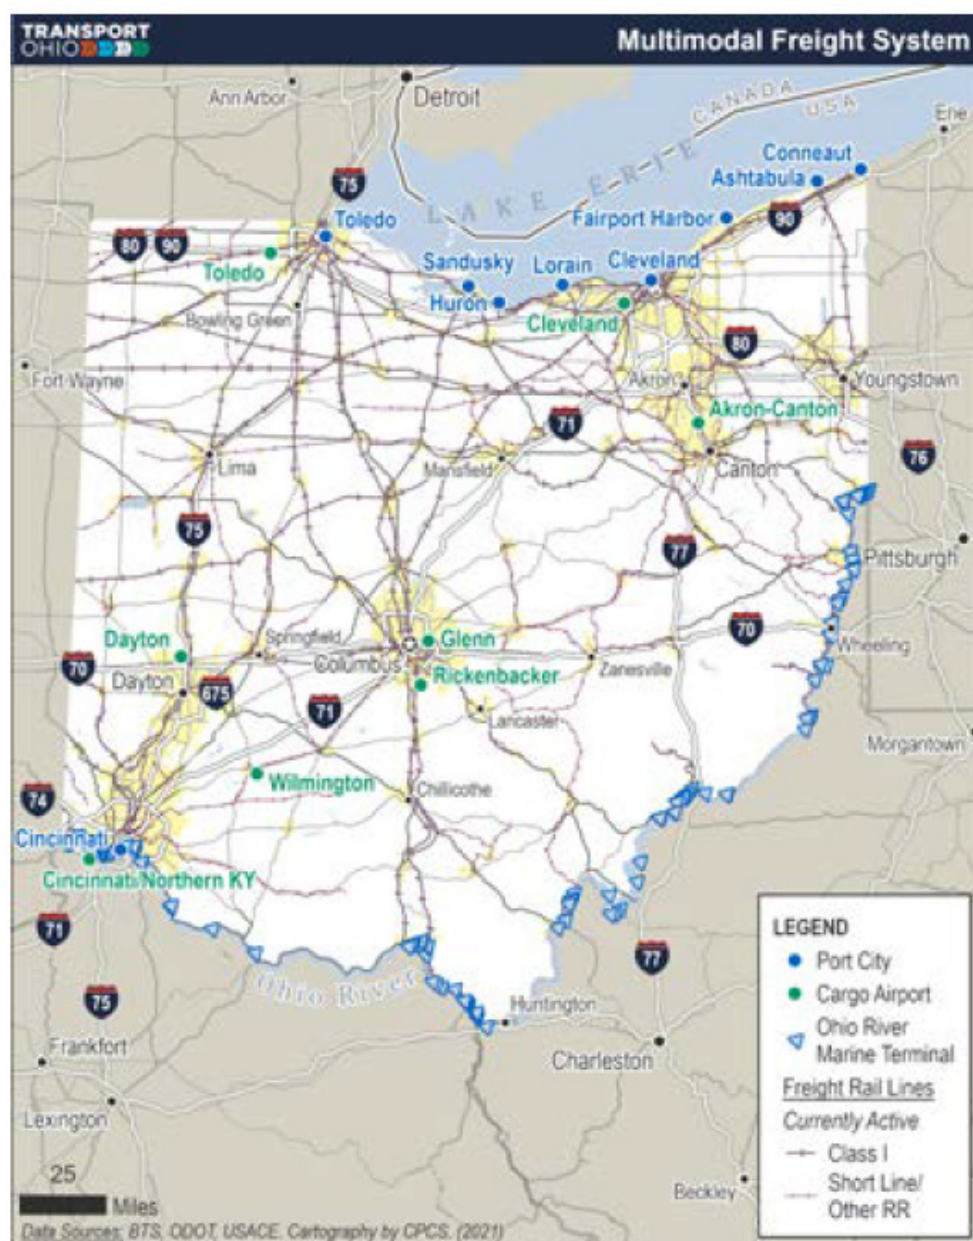 TRANSPORT
OHIO
Multimodal Freight System
Ann Arbor
Detroit
CANADA
USA
Erie
LAKE ERIE
Conneaut
Ashtabula
75
Fairport Harbor
90
80
90
Toledo
Toledo
Sandusky
Lorain
Cleveland
Huron
Cleveland
Bowling Green
80
Fort Wayne
Akron
Youngstown
71
Akron-Canton
76
Lima
Mansfield
Canton
75
77
Pittsburgh
Dayton
Springfield
Glenn
70
Wheeling
70
Columbus
Zanesville
Dayton
675
Rickenbacker
71
Lancaster
Morgantown
74
Wilmington
Chillicothe
Cincinnati
Cincinnati/Northern KY
71
77
75
Ohio River
Huntington
Frankfort
Charleston
Lexington
Beckley
LEGEND
Port City
Cargo Airport
Ohio River
Marine Terminal
Freight Rail Lines
Currently Active
Class I
Short Line/
Other RR
25
Miles
Data Sources: BTS, ODOT, USACE. Cartography by CPCS. (2021)